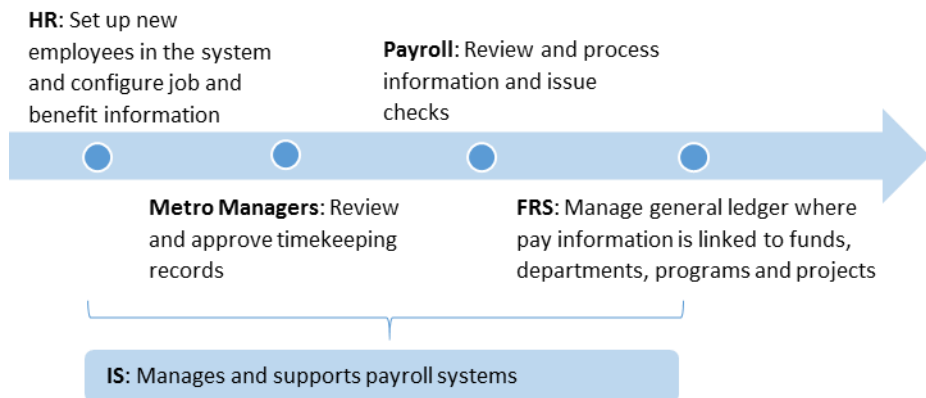 HR: Set up new
employees in the system
and configure job and
benefit information
Payroll: Review and process
information and issue
checks
Metro Managers: Review
and approve timekeeping
records
FRS: Manage general ledger where
pay information is linked to funds,
departments, programs and projects
IS: Manages and supports payroll systems